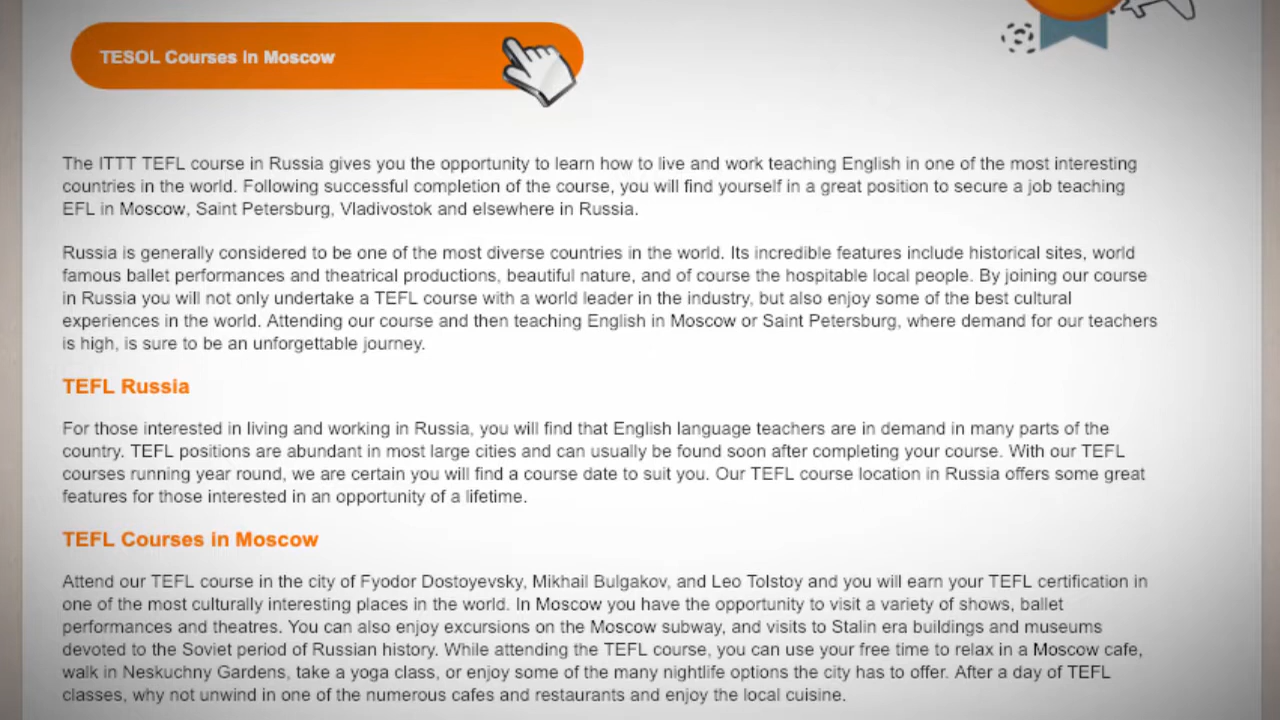 TESOL Courses in Moscow
The ITTT TEFL course in Russia gives you the opportunity to learn how to live and work teaching English in one of the most interesting
countries in the world. Following successful completion of the course, you will find yourself in a great position to secure a job teaching
EFL in Moscow, Saint Petersburg, Vladivostok and elsewhere in Russia.
Russia is generally considered to be one of the most diverse countries in the world. Its incredible features include historical sites, world
famous ballet performances and theatrical productions, beautiful nature, and of course the hospitable local people. By joining our course
in Russia you will not only undertake a TEFL course with a world leader in the industry, but also enjoy some of the best cultural
experiences in the world. Attending our course and then teaching English in Moscow or Saint Petersburg, where demand for our teachers
is high, is sure to be an unforgettable journey.
TEFL Russia
For those interested in living and working in Russia, you will find that English language teachers are in demand in many parts of the
country. TEFL positions are abundant in most large cities and can usually be found soon after completing your course. With our TEFL
courses running year round, we are certain you will find a course date to suit you. Our TEFL course location in Russia offers some great
features for those interested in an opportunity of a lifetime.
TEFL Courses in Moscow
Attend our TEFL course in the city of Fyodor Dostoyevsky, Mikhail Bulgakov, and Leo Tolstoy and you will earn your TEFL certification in
one of the most culturally interesting places in the world. In Moscow you have the opportunity to visit a variety of shows, ballet
performances and theatres. You can also enjoy excursions on the Moscow subway, and visits to Stalin era buildings and museums
devoted to the Soviet period of Russian history. While attending the TEFL course, you can use your free time to relax in a Moscow cafe,
walk in Neskuchny Gardens, take a yoga class, or enjoy some of the many nightlife options the city has to offer. After a day of TEFL
classes, why not unwind in one of the numerous cafes and restaurants and enjoy the local cuisine.